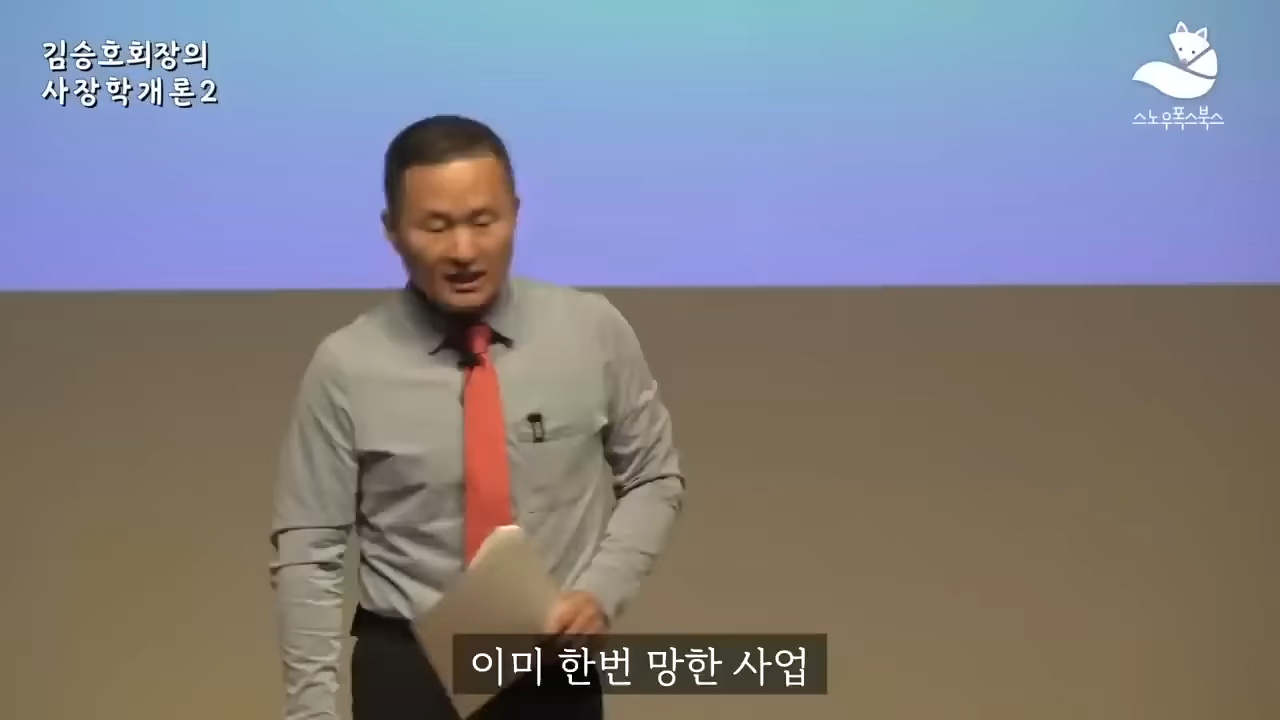 김승호회장의
사장학개론2
스노우폭스북스
이미 한번 망한 사업